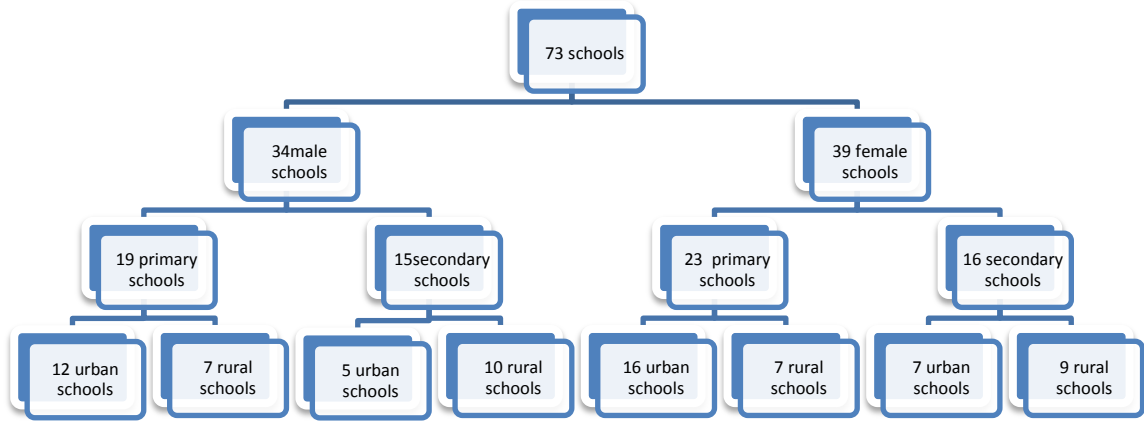 73 schools
34male
schools
39 female
schools
19 primary
schools
15secondary
schools
23  primary
schools
16 secondary
schools
12 urban
schools
7 rural
schools
5 urban
schools
10 rural
schools
16 urban
schools
7 rural
schools
7 urban
schools
9 rural
schools